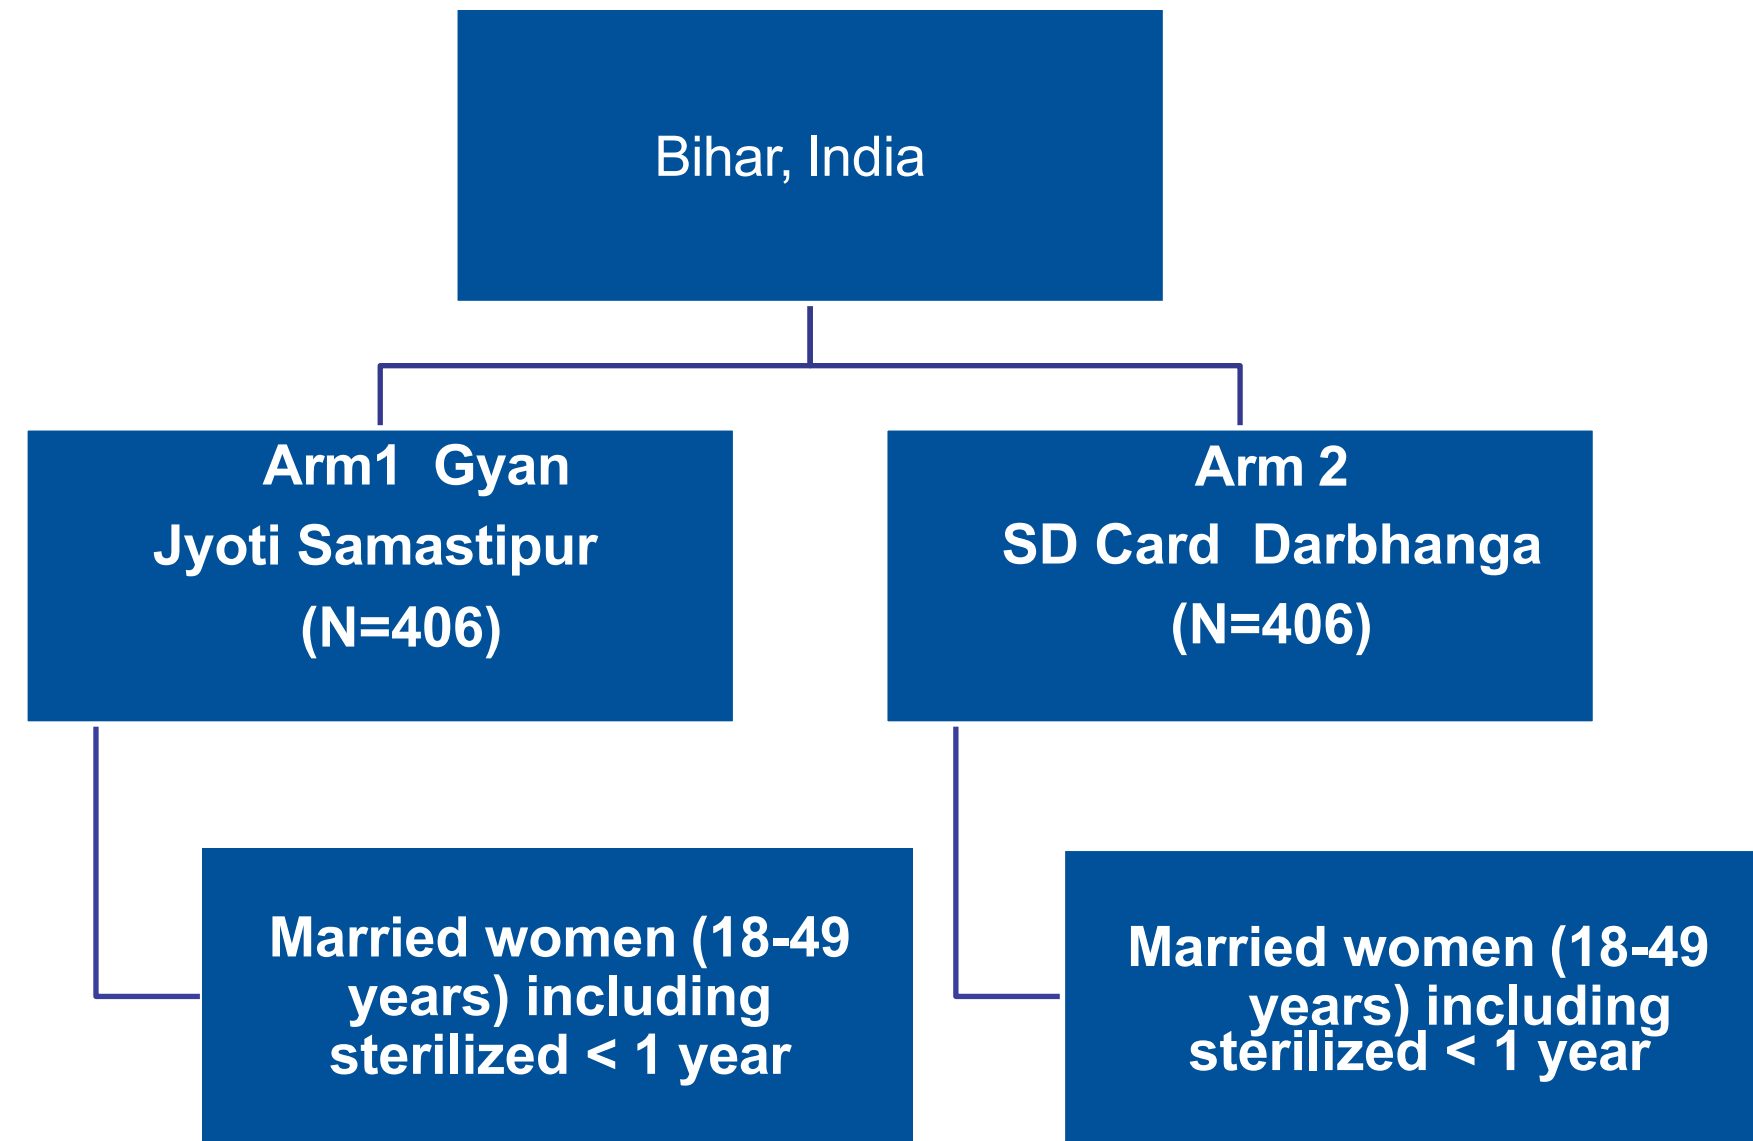 Bihar, India
Arm1 Gyan
Jyoti Samastipur
(N=406)
Arm 2
SD Card Darbhanga
(N=406)
Married women (18-49
years) including
sterilized < 1 year
Married women (18-49
years) including
sterilized < 1 year